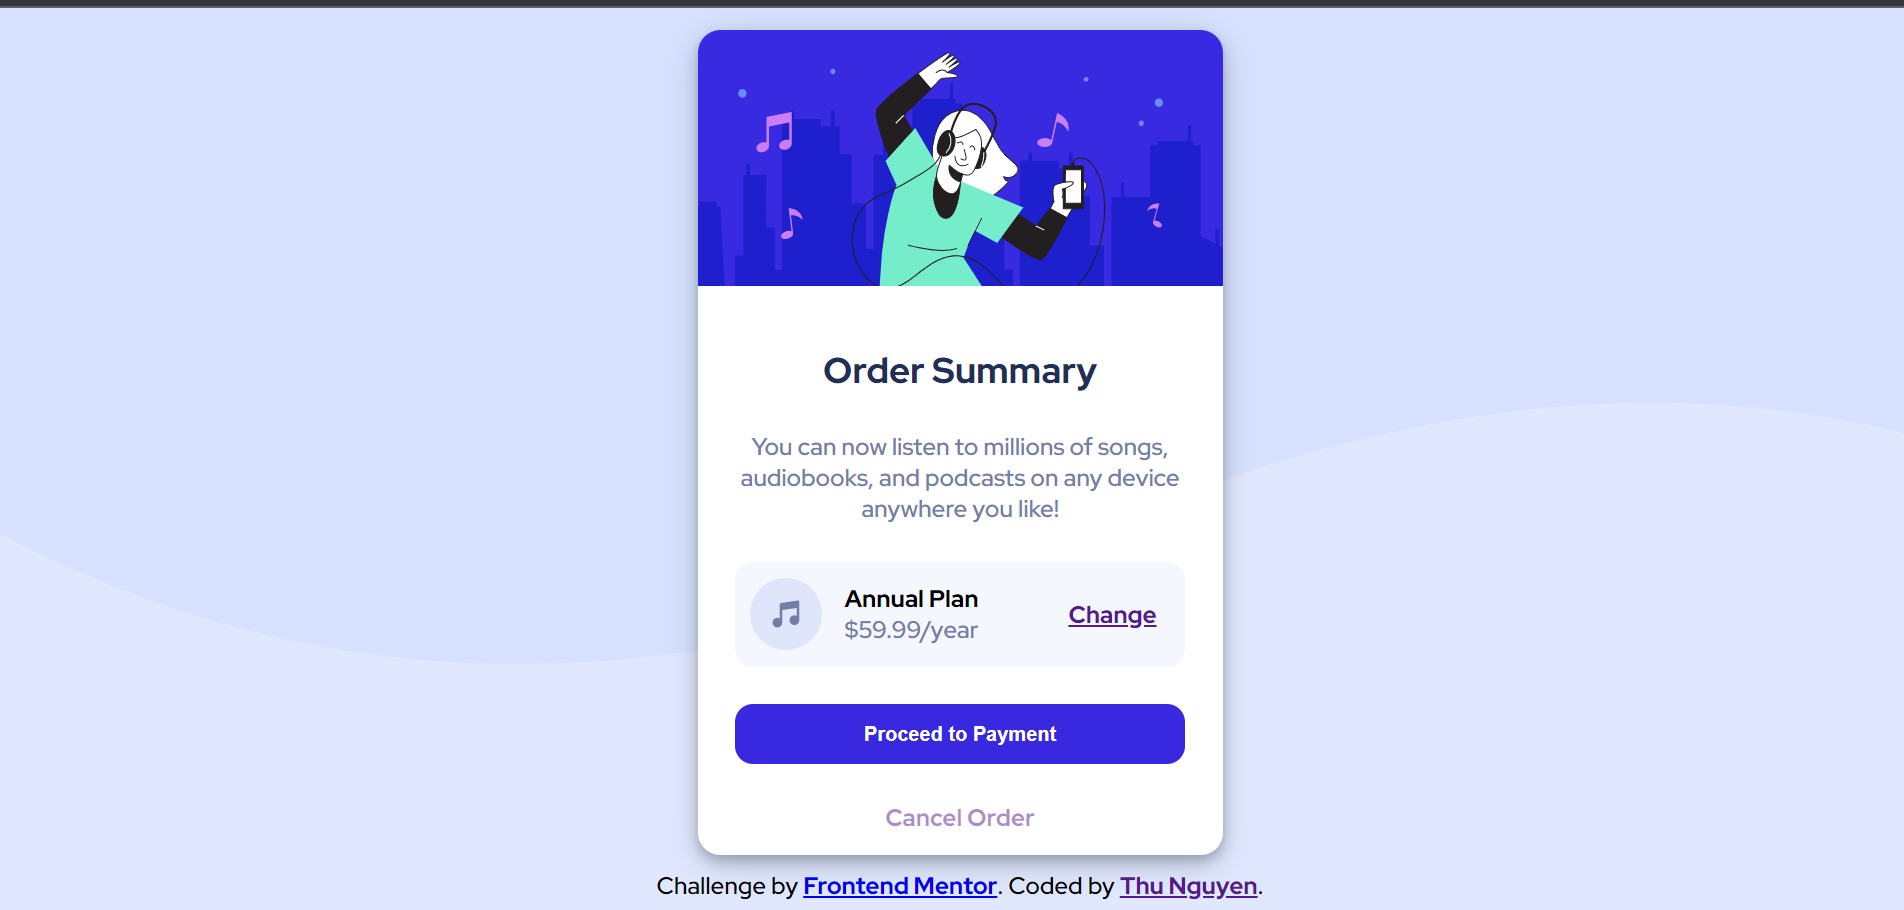 Order Summary
You can now listen to millions of songs,
audiobooks, and podcasts on any device
anywhere you like!
Annual Plan
$59.99/year
Change
Proceed to Payment
Cancel Order
Challenge by Frontend Mentor. Coded by Thu Nguyen.